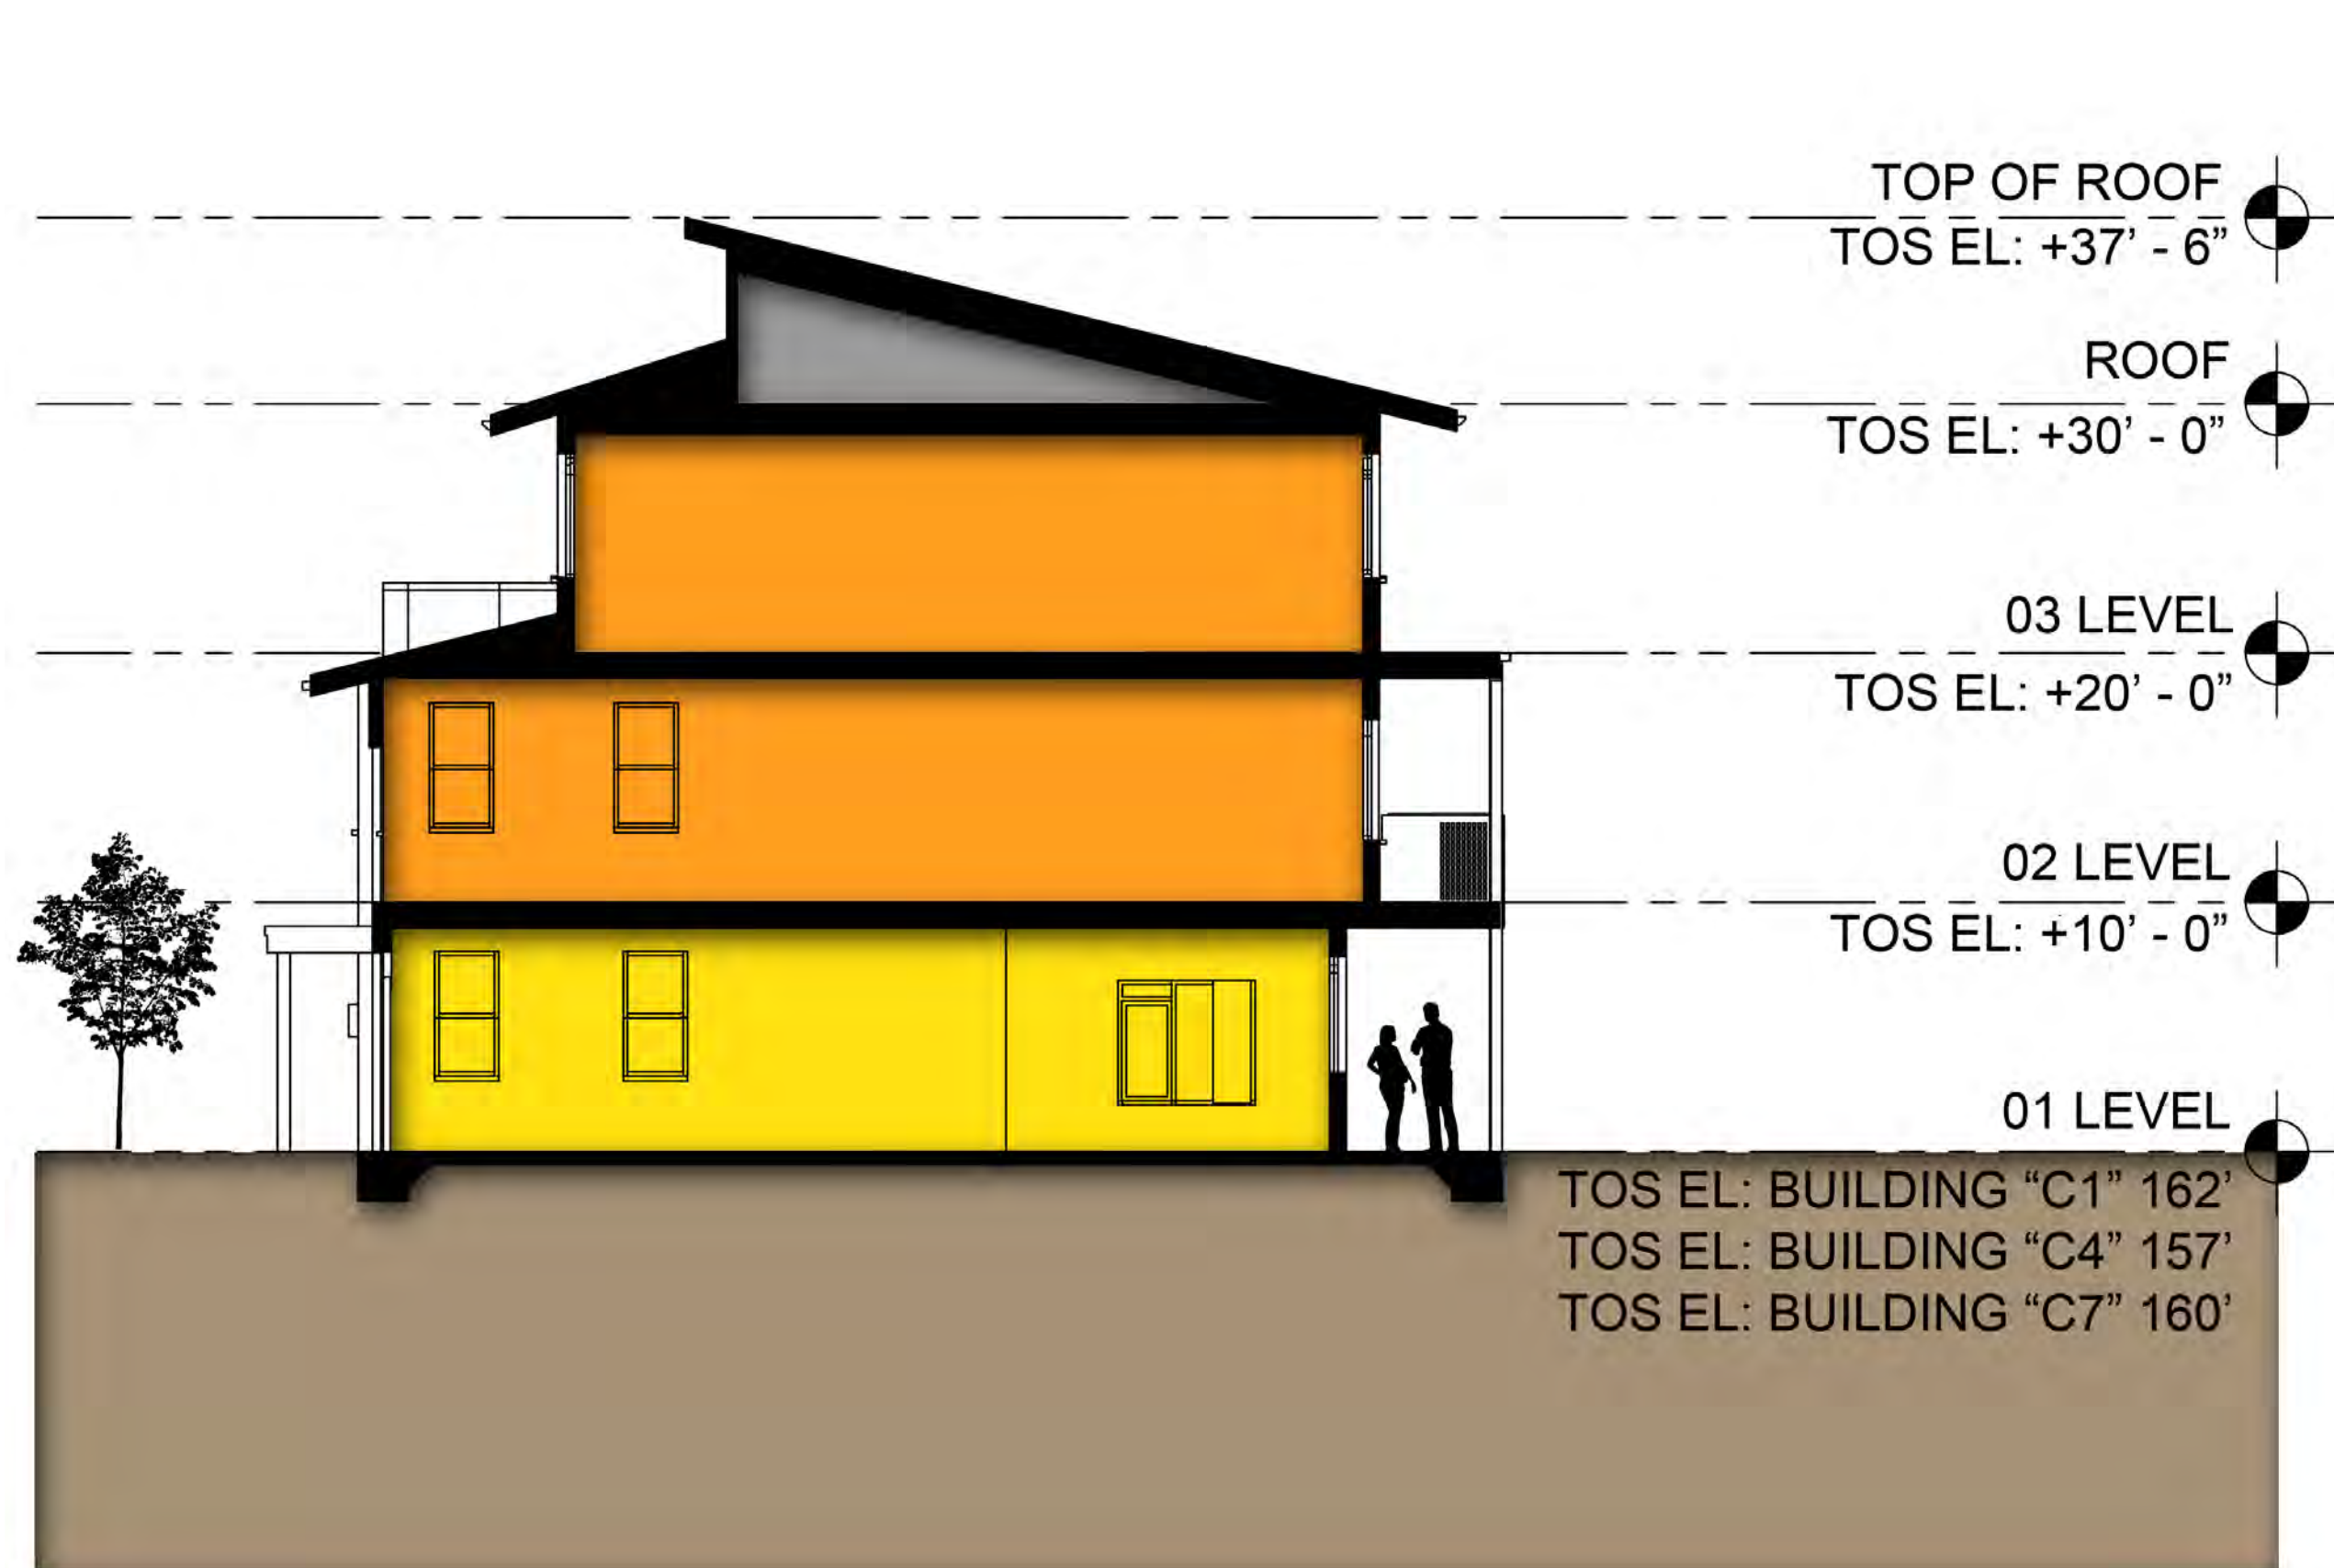 TOP OF ROOF
TOS EL: +37’ - 6”
ROOF
TOS EL: +30’ - 0”
03 LEVEL
TOS EL: +20’ - 0”
02 LEVEL
TOS EL: +10’ - 0”
01 LEVEL
TOS EL: BUILDING “C1” 162’
TOS EL: BUILDING “C4” 157’
TOS EL: BUILDING “C7” 160’